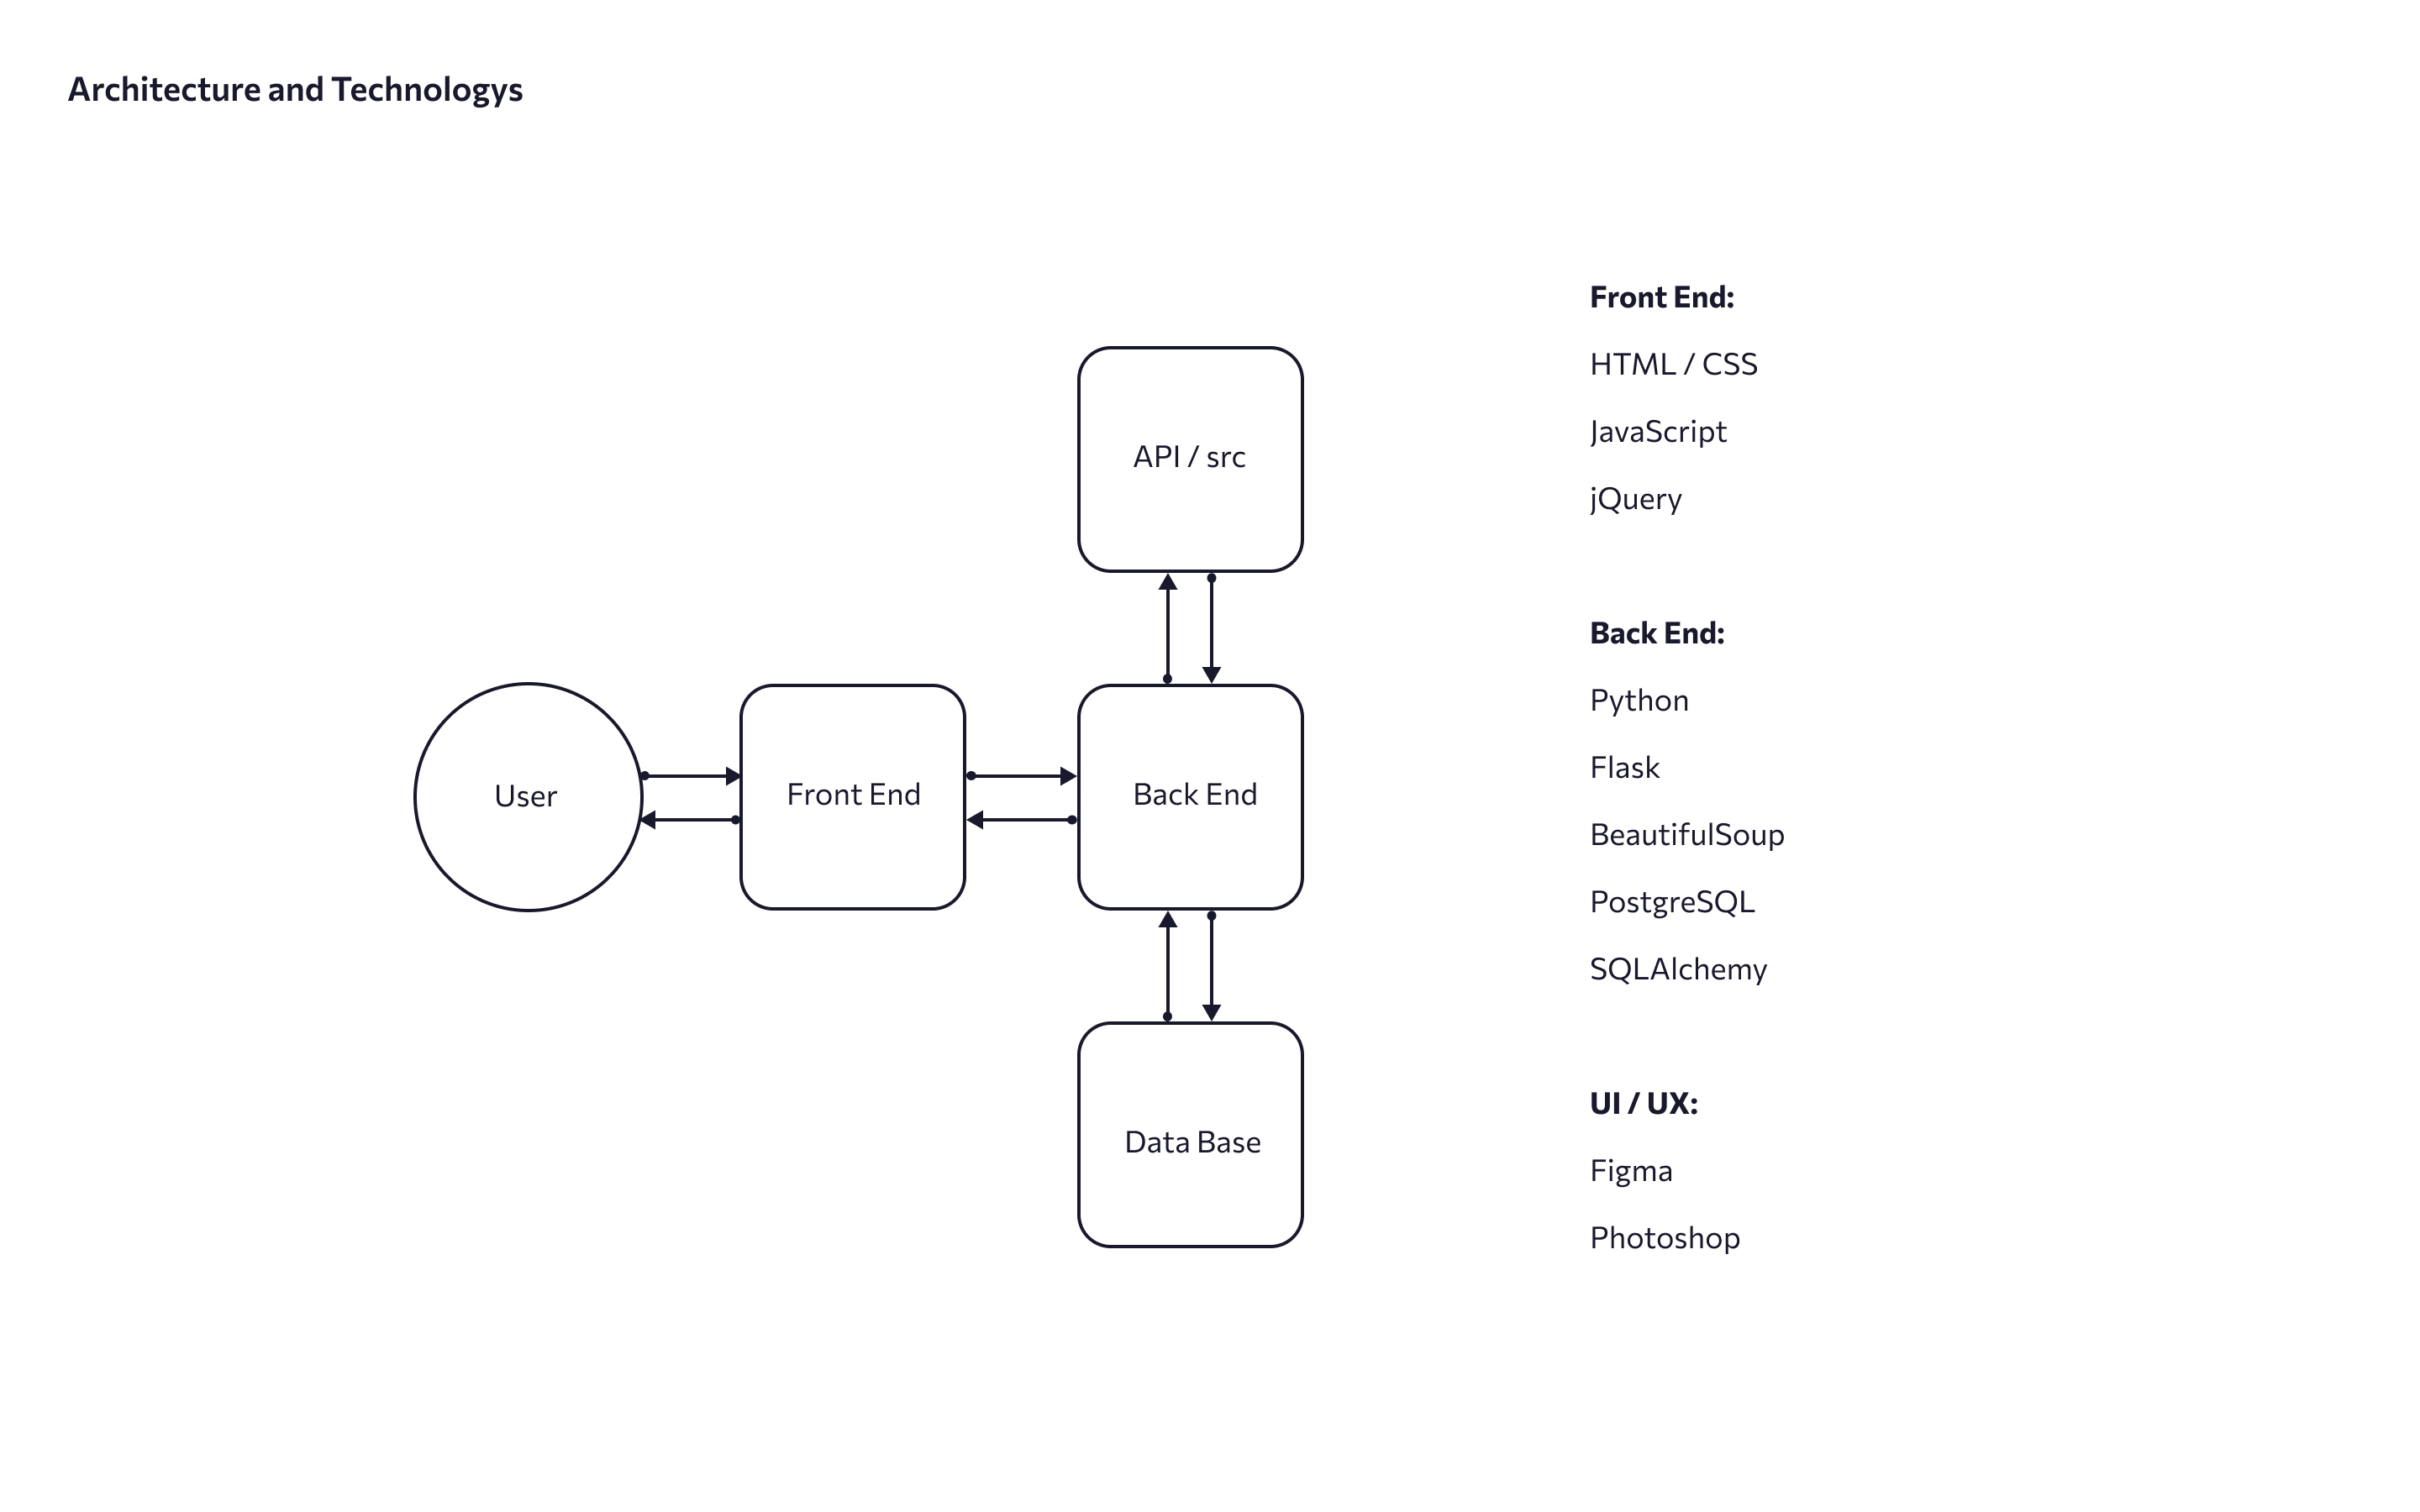 Architecture and Technologys
API / src
User
Front End
Back End
Data Base
Front End:
HTML / CSS
JavaScript
jQuery
Back End:
Python
Flask
BeautifulSoup
PostgreSQL
SQLAlchemy
UI / UX:
Figma
Photoshop